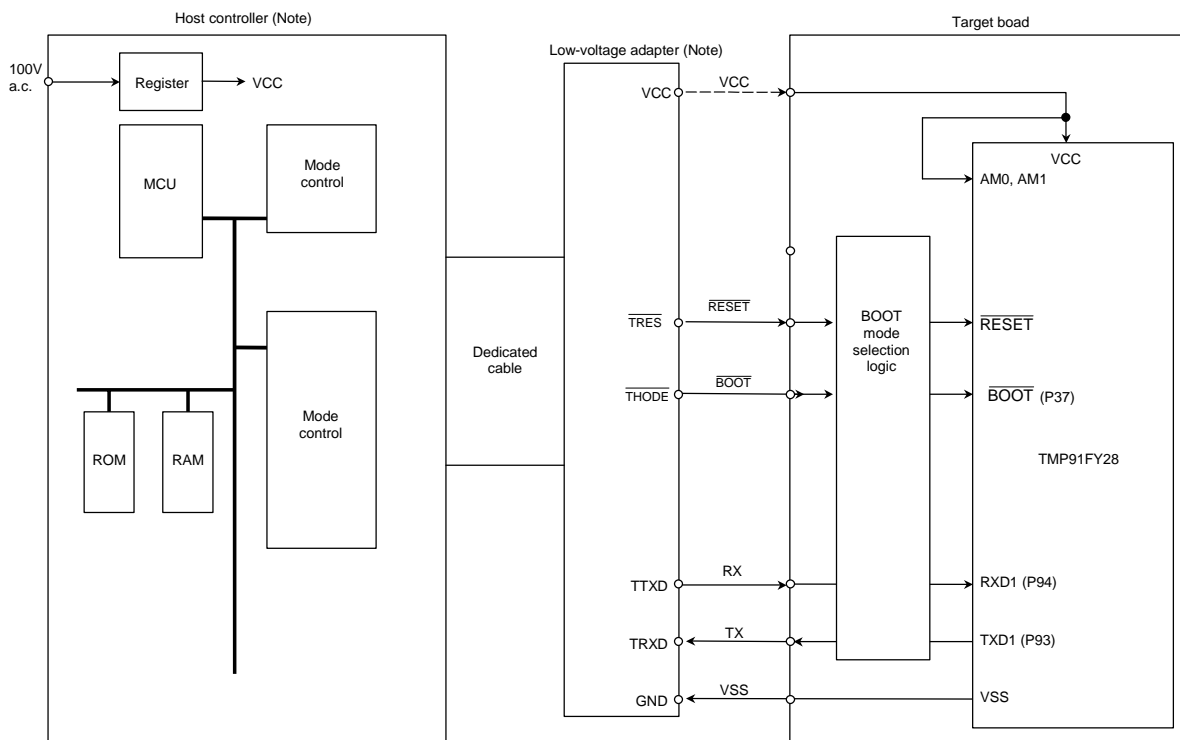 Host controller (Note)
Target boad
Low-voltage adapter (Note)
100V
a.c.
Register
VCC
VCC
VCC
MCU
Mode
control
VCC
AM0, AM1
TRES
RESET
BOOT
mode
selection
logic
RESET
Dedicated
cable
THODE
BOOT
BOOT (P37)
Mode
control
ROM
RAM
TMP91FY28
TTXD
RX
RXD1 (P94)
TRXD
TX
TXD1 (P93)
GND
VSS
VSS